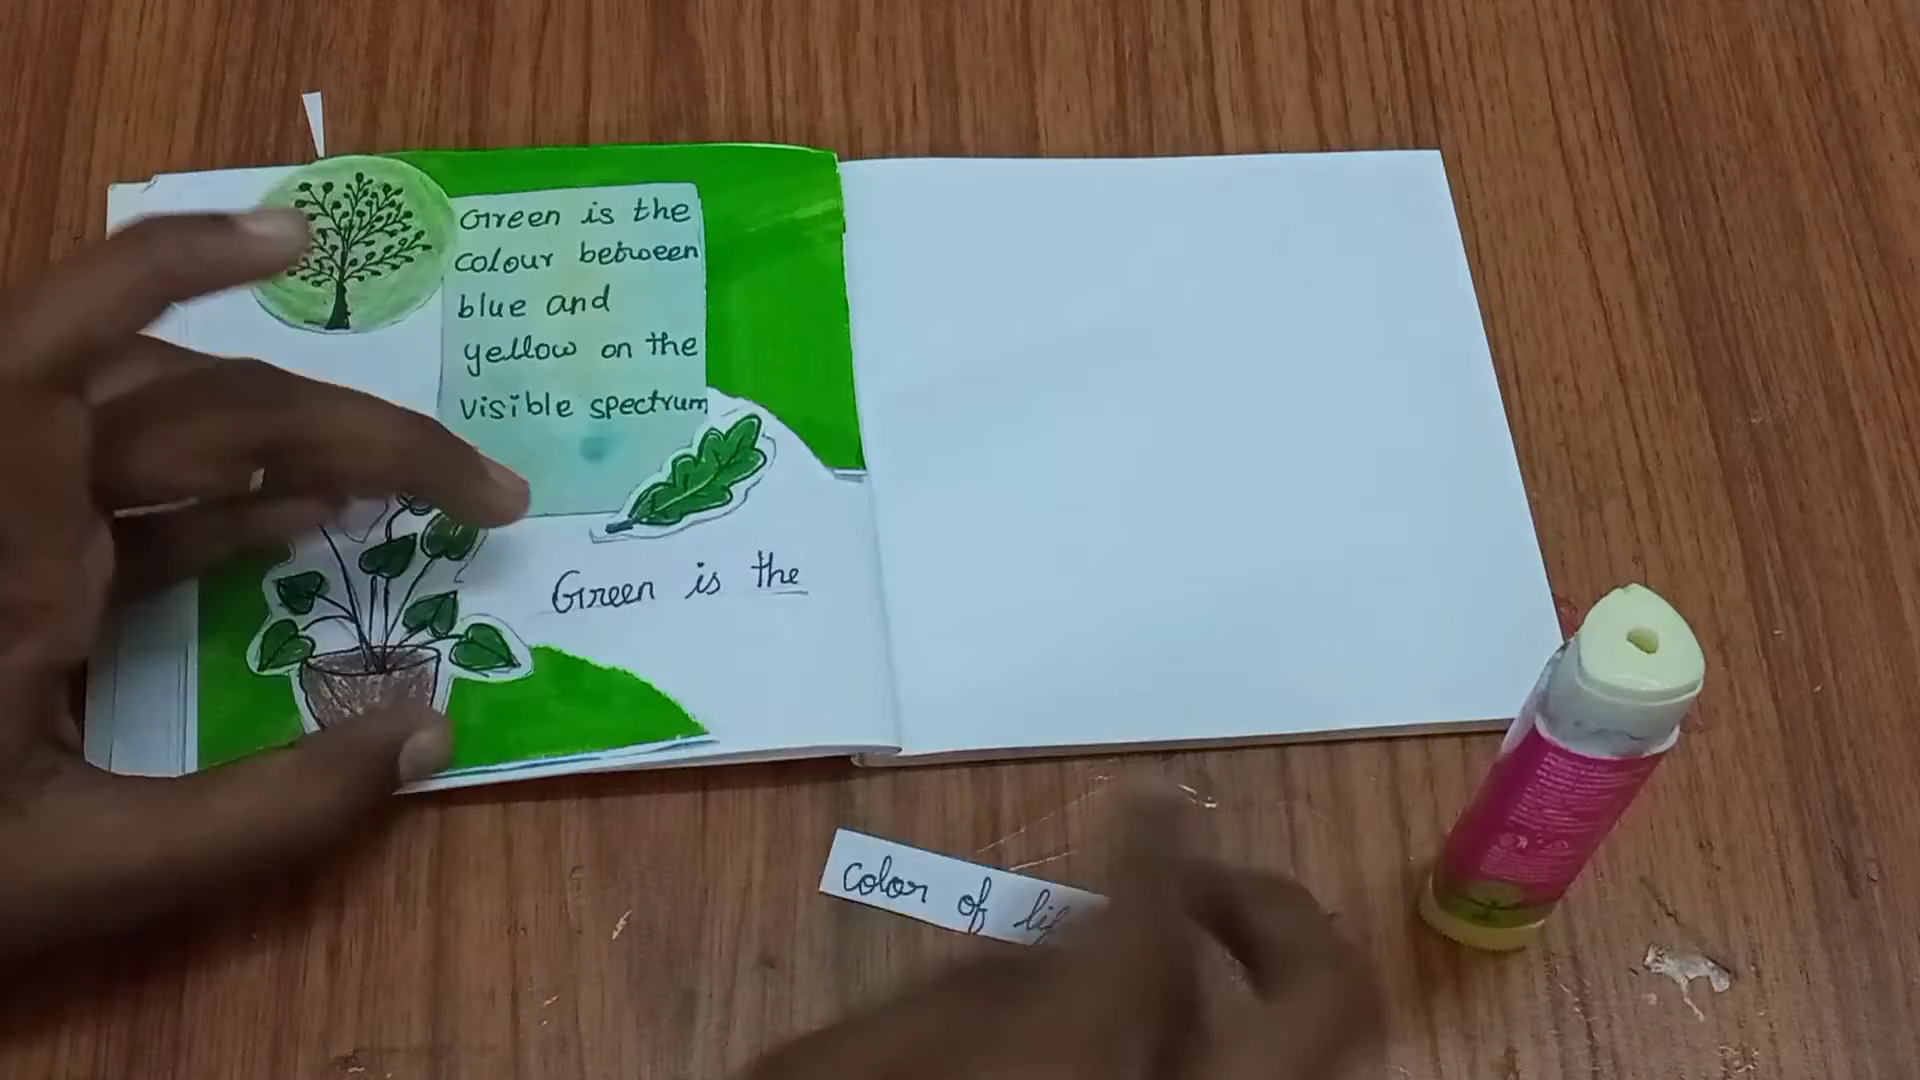 Green is the
colour between
blue and
yellow on the
visible spectrum
Green is the
color of